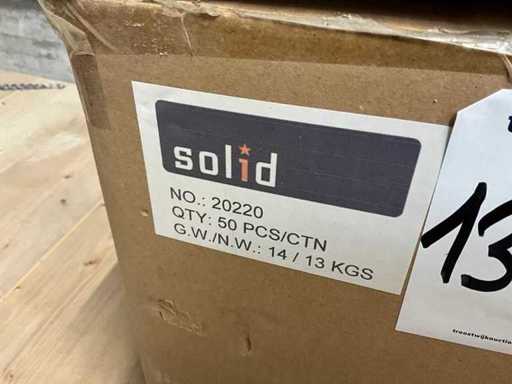 solid
NO.: 20220
QTY: 50 PCS/CTN
G.W./N.W.: 14 / 13 KGS
13